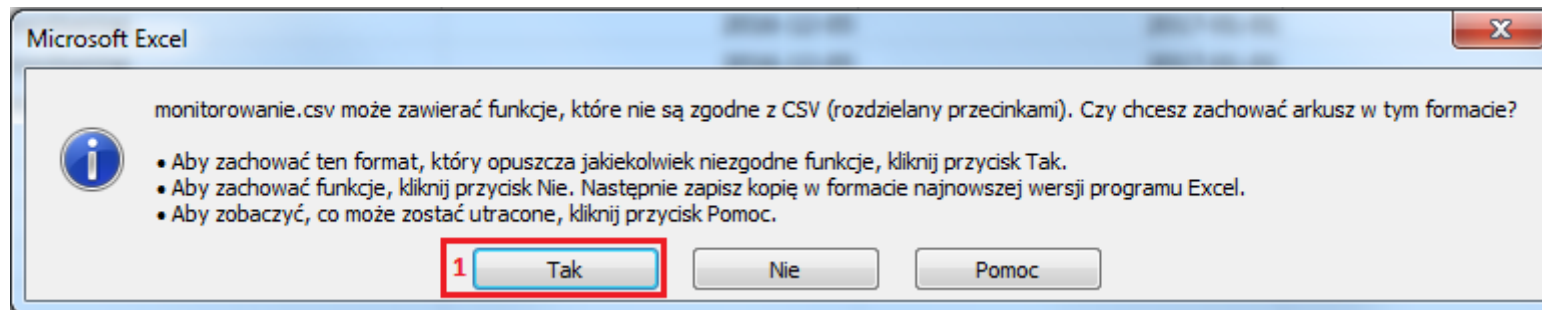 Microsoft Excel
monitorowanie.csv może zawierać funkcje, które nie są zgodne z CSV (rozdzielany przecinkami). Czy chcesz zachować arkusz w tym formacie?
• Aby zachować ten format, który opuszcza jakiekolwiek niezgodne funkcje, kliknij przycisk Tak.
• Aby zachować funkcje, kliknij przycisk Nie. Następnie zapisz kopię w formacie najnowszej wersji programu Excel.
• Aby zobaczyć, co może zostać utracone, kliknij przycisk Pomoc.
1 Tak Nie Pomoc